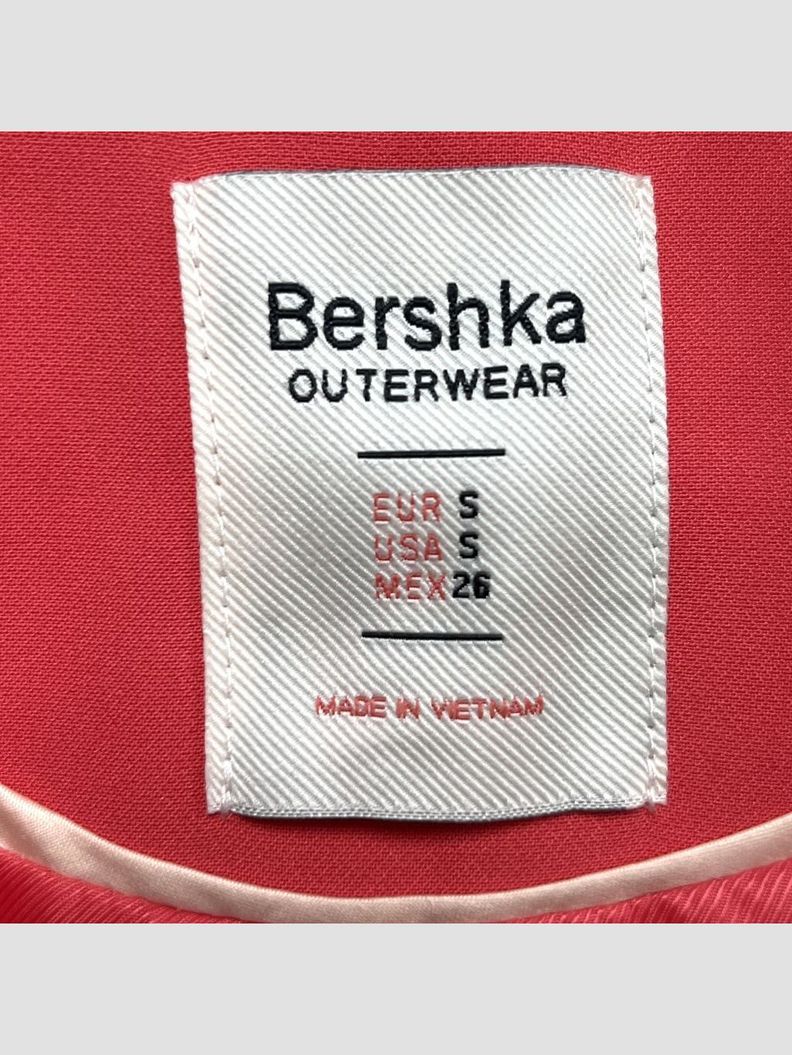 Bershka
OUTERWEAR
EUR S
USA S
MEX 26
MADE IN VIETNAM